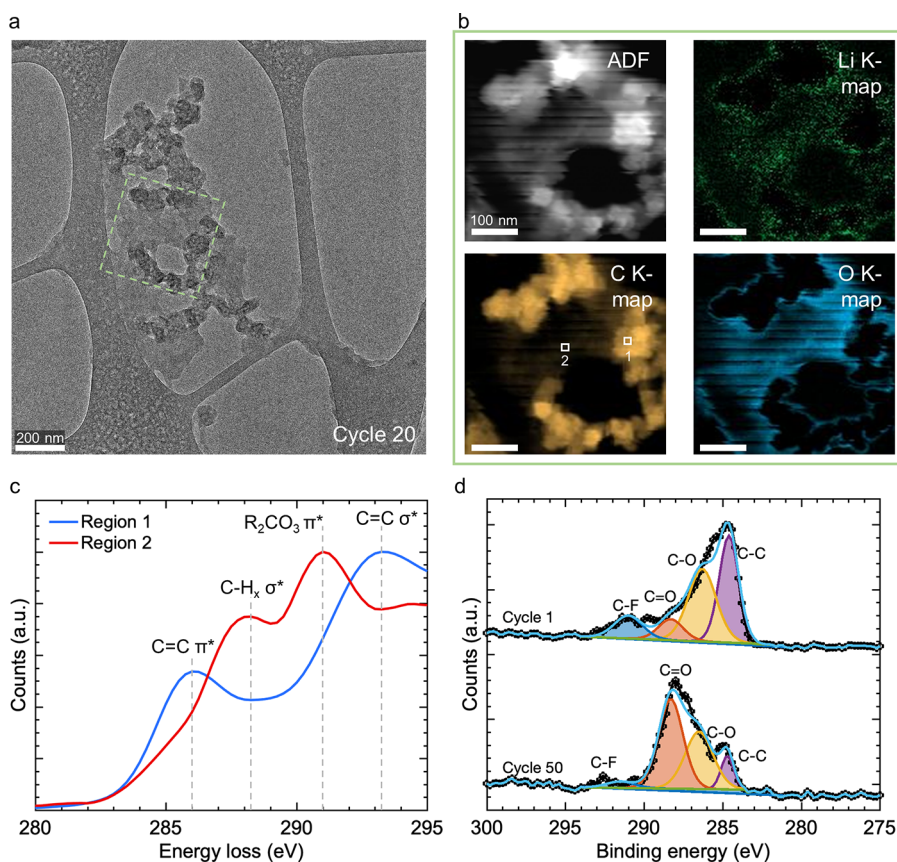 a
200 nm
Cycle 20
b
ADF
100 nm
Li K-
map
C K-
map
1
2
O K-
map
c
Region 1
Region 2
C=C π*
C-Hₓ σ*
R₂CO₃ π*
C=C σ*
Counts (a.u.)
280
285
290
295
Energy loss (eV)
d
Cycle 1
C-F
C=O
C-O
C-C
Cycle 50
C-F
C=O
C-O
C-C
Counts (a.u.)
300
295
290
285
280
275
Binding energy (eV)